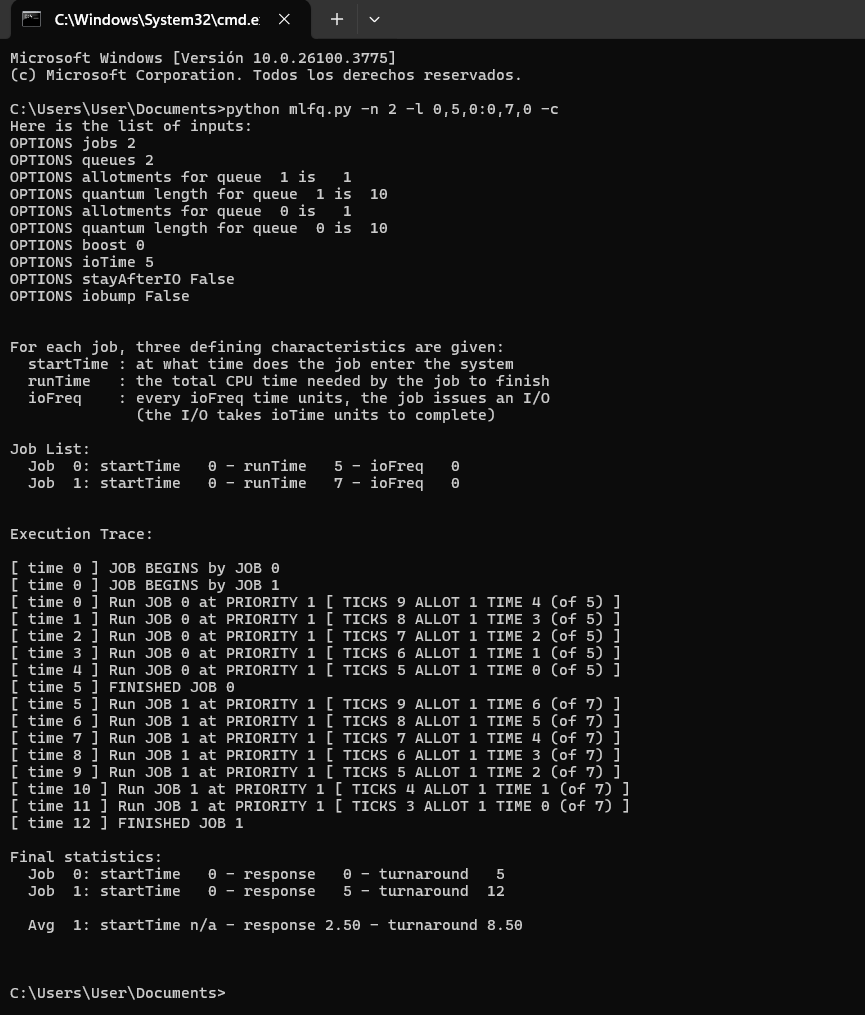 C:\Windows\System32\cmd.e
Microsoft Windows [Versión 10.0.26100.3775]
(c) Microsoft Corporation. Todos los derechos reservados.

C:\Users\User\Documents>python mlfq.py -n 2 -l 0,5,0:0,7,0 -c
Here is the list of inputs:
OPTIONS jobs 2
OPTIONS queues 2
OPTIONS allotments for queue  1 is   1
OPTIONS quantum length for queue  1 is  10
OPTIONS allotments for queue  0 is   1
OPTIONS quantum length for queue  0 is  10
OPTIONS boost 0
OPTIONS ioTime 5
OPTIONS stayAfterIO False
OPTIONS iobump False

For each job, three defining characteristics are given:
  startTime : at what time does the job enter the system
  runTime   : the total CPU time needed by the job to finish
  ioFreq    : every ioFreq time units, the job issues an I/O
              (the I/O takes ioTime units to complete)

Job List:
  Job  0: startTime   0 - runTime   5 - ioFreq   0
  Job  1: startTime   0 - runTime   7 - ioFreq   0

Execution Trace:

[ time 0 ] JOB BEGINS by JOB 0
[ time 0 ] JOB BEGINS by JOB 1
[ time 0 ] Run JOB 0 at PRIORITY 1 [ TICKS 9 ALLOT 1 TIME 4 (of 5) ]
[ time 1 ] Run JOB 0 at PRIORITY 1 [ TICKS 8 ALLOT 1 TIME 3 (of 5) ]
[ time 2 ] Run JOB 0 at PRIORITY 1 [ TICKS 7 ALLOT 1 TIME 2 (of 5) ]
[ time 3 ] Run JOB 0 at PRIORITY 1 [ TICKS 6 ALLOT 1 TIME 1 (of 5) ]
[ time 4 ] Run JOB 0 at PRIORITY 1 [ TICKS 5 ALLOT 1 TIME 0 (of 5) ]
[ time 5 ] FINISHED JOB 0
[ time 5 ] Run JOB 1 at PRIORITY 1 [ TICKS 9 ALLOT 1 TIME 6 (of 7) ]
[ time 6 ] Run JOB 1 at PRIORITY 1 [ TICKS 8 ALLOT 1 TIME 5 (of 7) ]
[ time 7 ] Run JOB 1 at PRIORITY 1 [ TICKS 7 ALLOT 1 TIME 4 (of 7) ]
[ time 8 ] Run JOB 1 at PRIORITY 1 [ TICKS 6 ALLOT 1 TIME 3 (of 7) ]
[ time 9 ] Run JOB 1 at PRIORITY 1 [ TICKS 5 ALLOT 1 TIME 2 (of 7) ]
[ time 10 ] Run JOB 1 at PRIORITY 1 [ TICKS 4 ALLOT 1 TIME 1 (of 7) ]
[ time 11 ] Run JOB 1 at PRIORITY 1 [ TICKS 3 ALLOT 1 TIME 0 (of 7) ]
[ time 12 ] FINISHED JOB 1

Final statistics:
  Job  0: startTime   0 - response   0 - turnaround   5
  Job  1: startTime   0 - response   5 - turnaround  12

  Avg  1: startTime n/a - response 2.50 - turnaround 8.50

C:\Users\User\Documents>